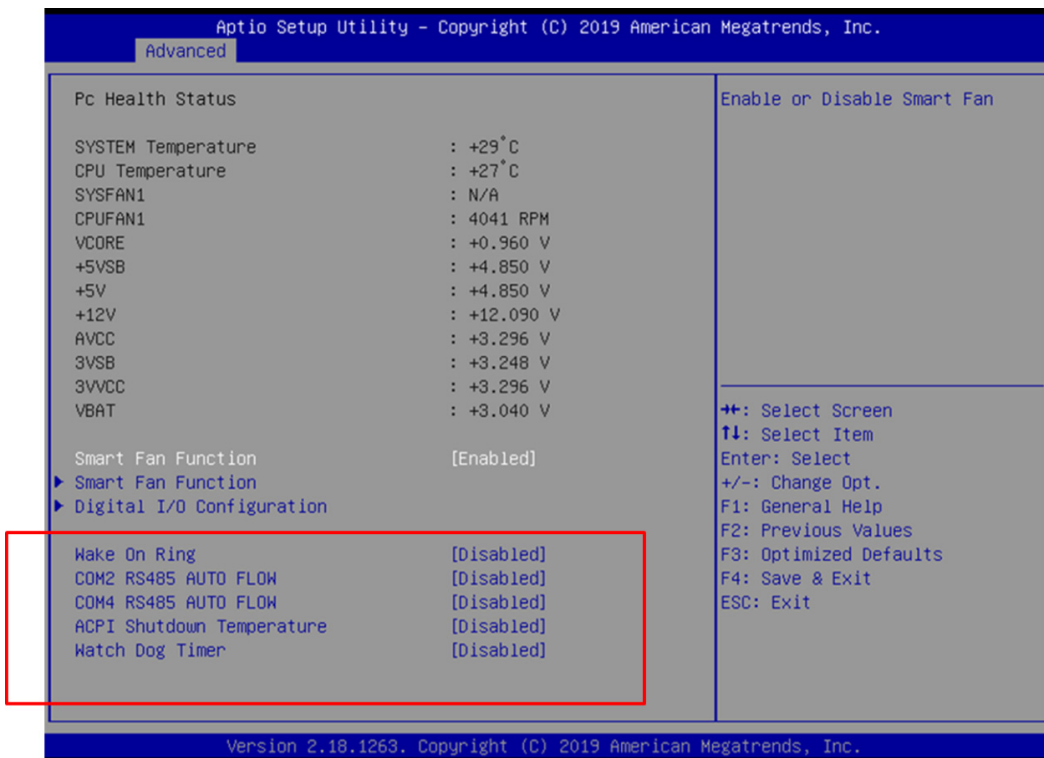 Aptio Setup Utility – Copyright (C) 2019 American Megatrends, Inc.
Advanced
Pc Health Status
SYSTEM Temperature : +29°C
CPU Temperature : +27°C
SYSFAN1 : N/A
CPUFAN1 : 4041 RPM
VCORE : +0.960 V
+5VSB : +4.850 V
+5V : +4.850 V
+12V : +12.090 V
AVCC : +3.296 V
3VSB : +3.248 V
3VVCC : +3.296 V
VBAT : +3.040 V
Smart Fan Function [Enabled]
Smart Fan Function
Digital I/O Configuration
Wake On Ring [Disabled]
COM2 RS485 AUTO FLOW [Disabled]
COM4 RS485 AUTO FLOW [Disabled]
ACPI Shutdown Temperature [Disabled]
Watch Dog Timer [Disabled]
Enable or Disable Smart Fan
→←: Select Screen
↑↓: Select Item
Enter: Select
+/-: Change Opt.
F1: General Help
F2: Previous Values
F3: Optimized Defaults
F4: Save & Exit
ESC: Exit
Version 2.18.1263. Copyright (C) 2019 American Megatrends, Inc.